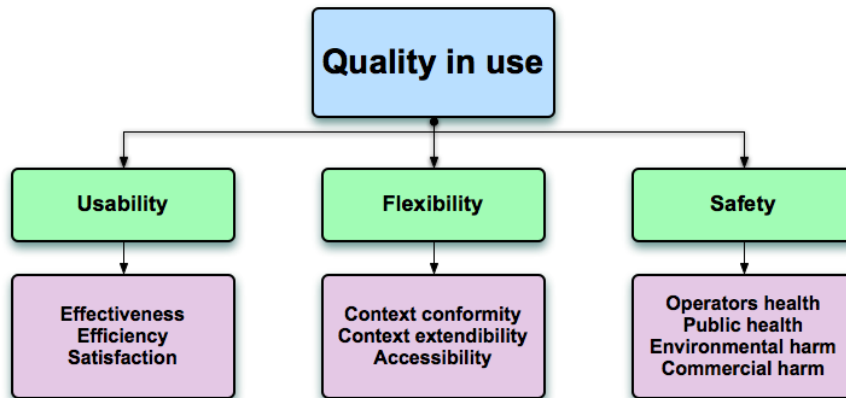 Quality in use
Usability
Flexibility
Safety
Effectiveness
Efficiency
Satisfaction
Context conformity
Context extendibility
Accessibility
Operators health
Public health
Environmental harm
Commercial harm